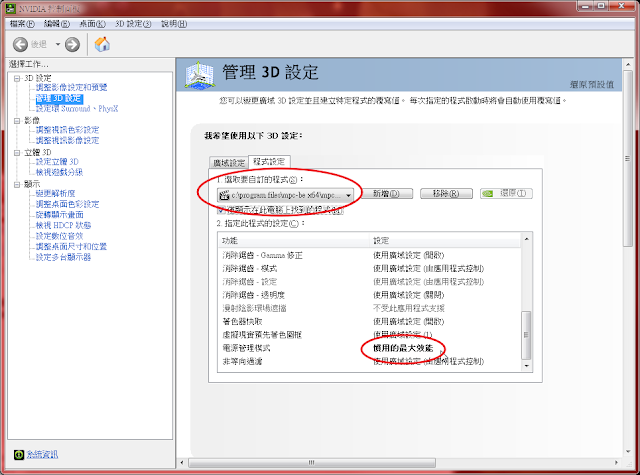 NVIDIA 控制面板
檔案(F) 編輯(E) 桌面(K) 3D 設定(3) 說明(H)
後退
選擇工作...
3D 設定
調整影像設定和預覽
管理 3D 設定
設定環 Surround、PhysX
影像
調整視訊色彩設定
調整視訊影像設定
立體 3D
設定立體 3D
檢視遊戲分級
顯示
變更解析度
調整桌面色彩設定
旋轉顯示畫面
檢視 HDCP 狀態
設定數位音效
調整桌面尺寸和位置
設定多台顯示器
系統資訊
管理 3D 設定
還原預設值
您可以變更廣域 3D 設定並且建立特定程式的覆寫值。每次指定的程式啟動時將會自動使用覆寫值。
我希望使用以下 3D 設定:
廣域設定 程式設定
1. 選取要自訂的程式(C):
c:\program files\mpc-be x64\mpc...
新增(D) 移除(R) 還原(T)
僅顯示在此電腦上找到的程式(M)
2. 指定此程式的設定(C):
功能 設定
消除鋸齒 - Gamma 修正 使用廣域設定 (開啟)
消除鋸齒 - 模式 使用廣域設定 (由應用程式控制)
消除鋸齒 - 設定 使用廣域設定 (由應用程式控制)
消除鋸齒 - 透明度 使用廣域設定 (關閉)
漫射陰影環場遮擋 不受此應用程式支援
著色器快取 使用廣域設定 (開啟)
虛擬現實預先著色圖框 使用廣域設定 (1)
電源管理模式 慣用的最大效能
非等向過濾 使用廣域設定 (由應用程式控制)